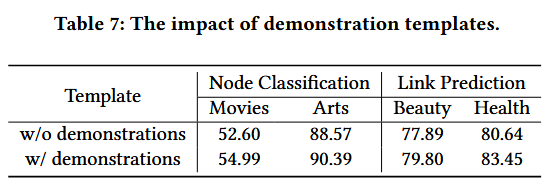 Table 7: The impact of demonstration templates.
Template Node Classification Link Prediction
Movies Arts Beauty Health
w/o demonstrations 52.60 88.57 77.89 80.64
w/ demonstrations 54.99 90.39 79.80 83.45